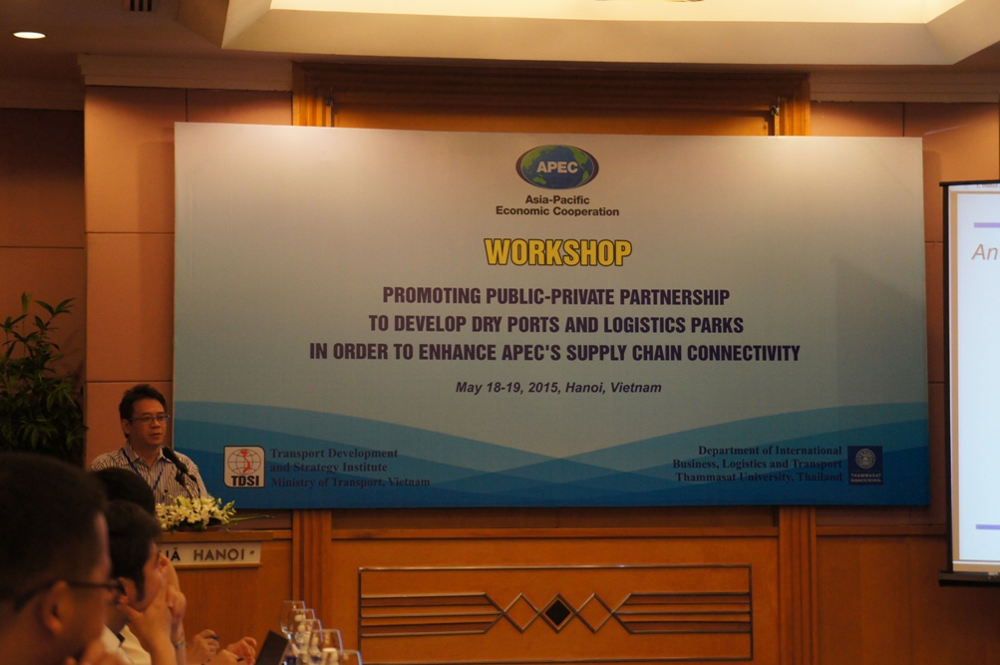 APEC
Asia-Pacific
Economic Cooperation
WORKSHOP
PROMOTING PUBLIC-PRIVATE PARTNERSHIP
TO DEVELOP DRY PORTS AND LOGISTICS PARKS
IN ORDER TO ENHANCE APEC'S SUPPLY CHAIN CONNECTIVITY
May 18-19, 2015, Hanoi, Vietnam
TDSI
Transport Development
and Strategy Institute
Ministry of Transport, Vietnam
Department of International
Business, Logistics and Transport
Thammasat University, Thailand
THAMMASAT
HANOI
An